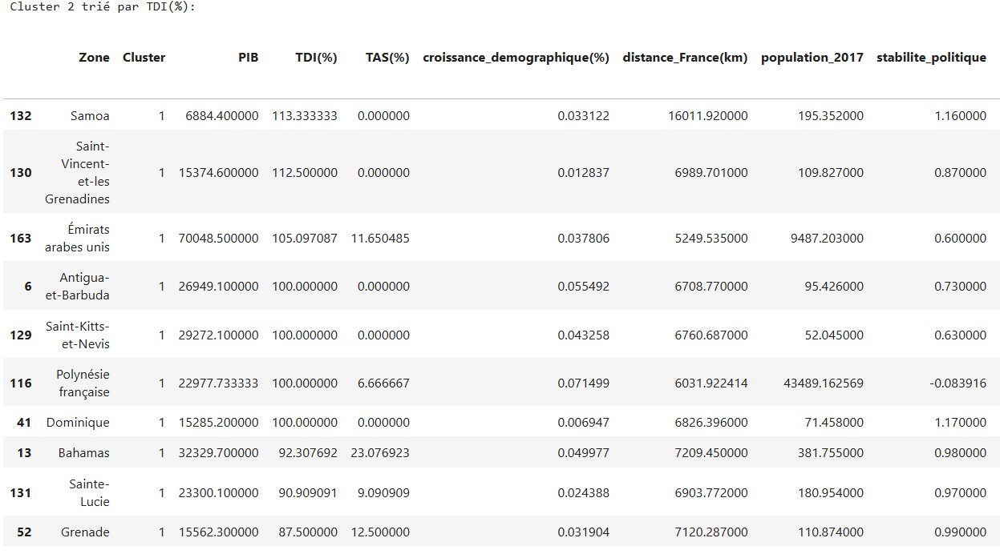 Cluster 2 trié par TDI(%):
Zone Cluster PIB TDI(%) TAS(%) croissance_demographique(%) distance_France(km) population_2017 stabilite_politique
132 Samoa 1 6884.400000 113.333333 0.000000 0.033122 16011.920000 195.352000 1.160000
Saint-
Vincent-
130 1 15374.600000 112.500000 0.000000 0.012837 6989.701000 109.827000 0.870000
et-les
Grenadines
Émirats
163 1 70048.500000 105.097087 11.650485 0.037806 5249.535000 9487.203000 0.600000
arabes unis
Antigua-
6 1 26949.100000 100.000000 0.000000 0.055492 6708.770000 95.426000 0.730000
et-Barbuda
Saint-Kitts-
129 1 29272.100000 100.000000 0.000000 0.043258 6760.687000 52.045000 0.630000
et-Nevis
Polynésie
116 1 22977.733333 100.000000 6.666667 0.071499 6031.922414 43489.162569 -0.083916
française
41 Dominique 1 15285.200000 100.000000 0.000000 0.006947 6826.396000 71.458000 1.170000
13 Bahamas 1 32329.700000 92.307692 23.076923 0.049977 7209.450000 381.755000 0.980000
Sainte-
131 1 23300.100000 90.909091 9.090909 0.024388 6903.772000 180.954000 0.970000
Lucie
52 Grenade 1 15562.300000 87.500000 12.500000 0.031904 7120.287000 110.874000 0.990000